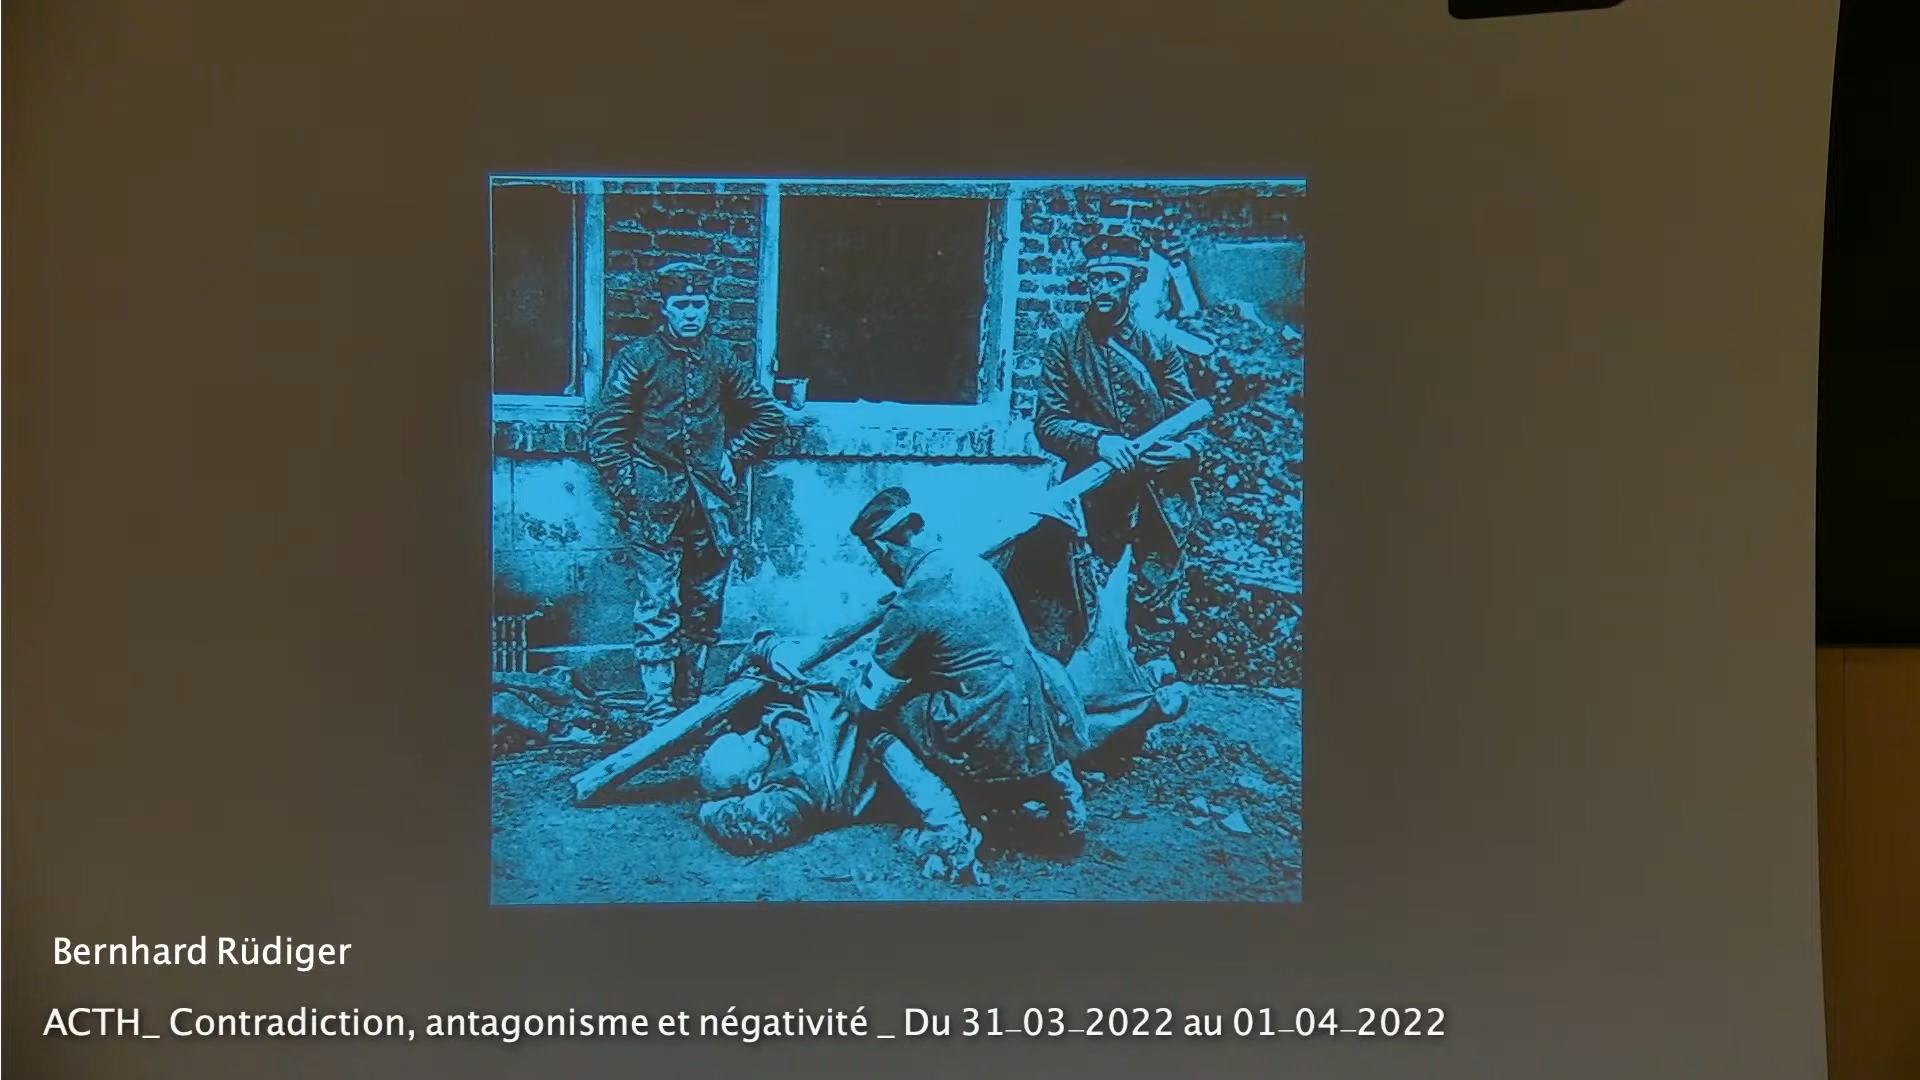 Bernhard Rüdiger
ACTH_ Contradiction, antagonisme et négativité _ Du 31-03-2022 au 01-04-2022